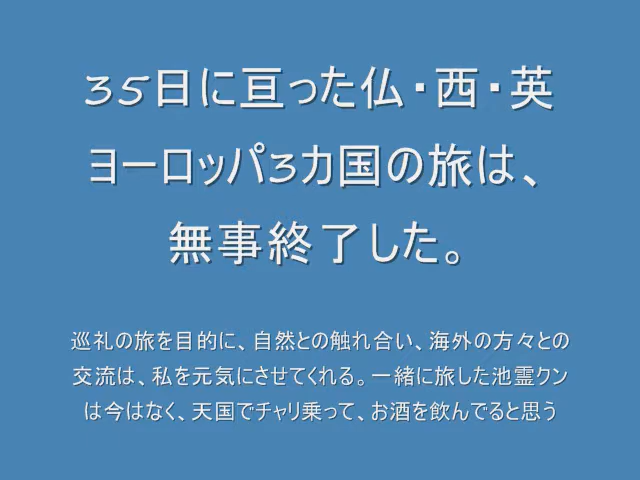 35日に亘った仏・西・英
ヨーロッパ3カ国の旅は、
無事終了した。
巡礼の旅を目的に、自然との触れ合い、海外の方々との
交流は、私を元気にさせてくれる。一緒に旅した池霊クン
は今はなく、天国でチャリ乗って、お酒を飲んでると思う